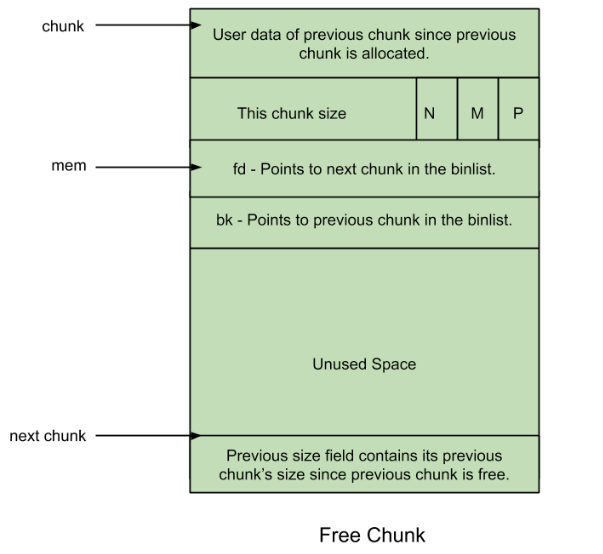 chunk
User data of previous chunk since previous
chunk is allocated.
This chunk size N M P
mem
fd - Points to next chunk in the binlist.
bk - Points to previous chunk in the binlist.
Unused Space
next chunk
Previous size field contains its previous
chunk's size since previous chunk is free.
Free Chunk